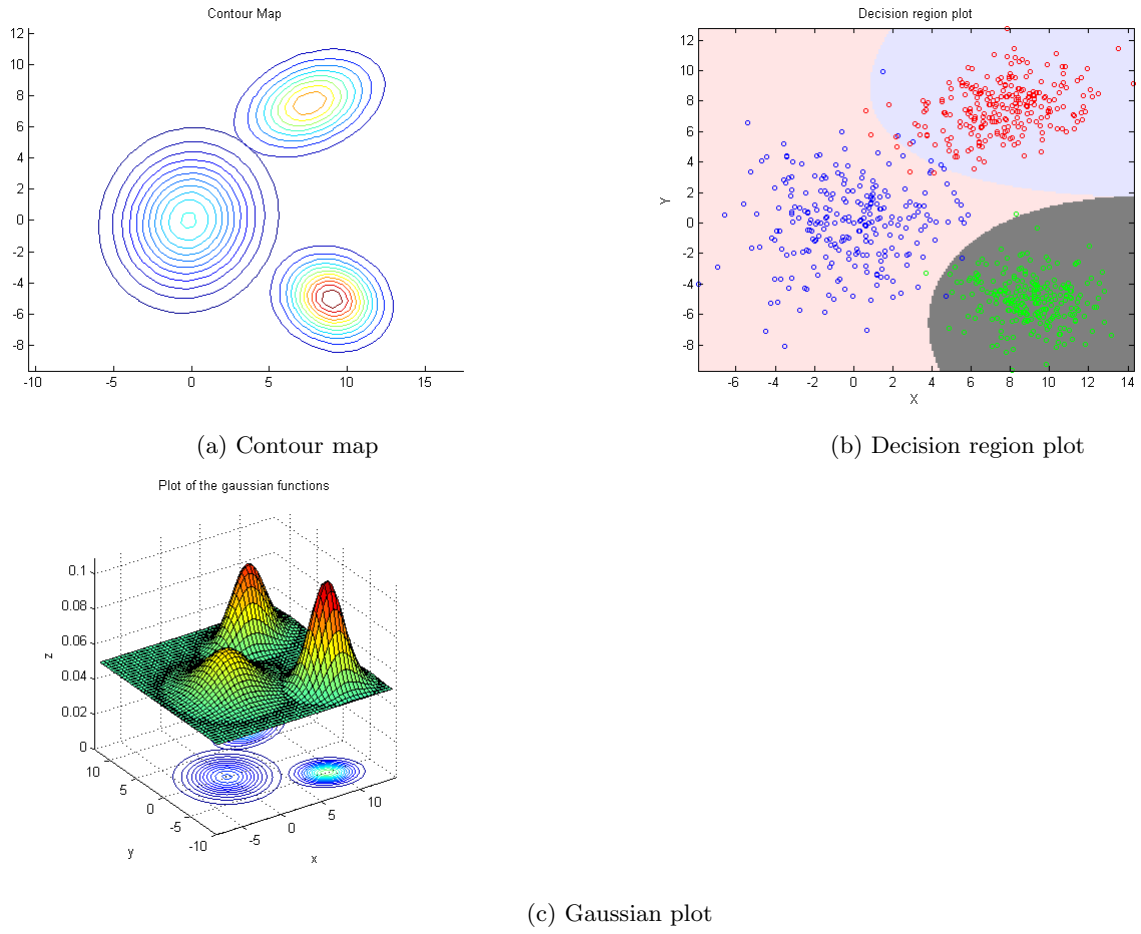 Contour Map
12
10
8
6
4
2
0
-2
-4
-6
-8
-10 -5 0 5 10 15
(a) Contour map
Decision region plot
12
10
8
6
4
2
0
-2
-4
-6
-8
Y
-6 -4 -2 0 2 4 6 8 10 12 14
X
(b) Decision region plot
Plot of the gaussian functions
0.1
0.08
0.06
0.04
0.02
0
z
10
5
0
-5
-10
y
-5 0 5 10
x
(c) Gaussian plot